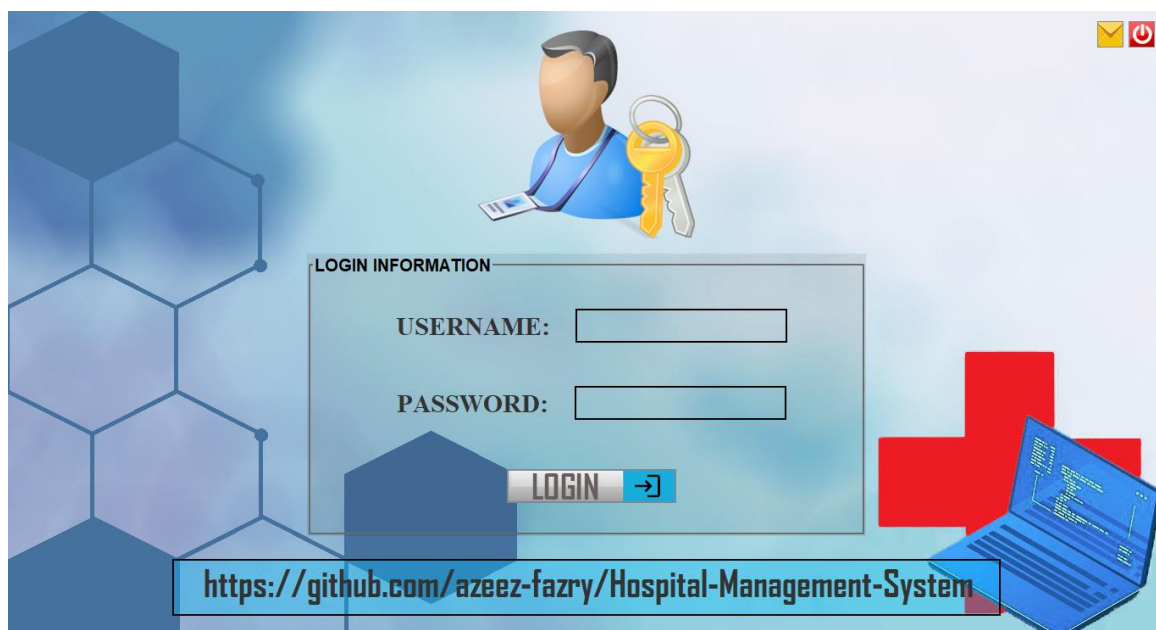 LOGIN INFORMATION
USERNAME:
PASSWORD:
LOGIN
https://github.com/azeez-fazry/Hospital-Management-System